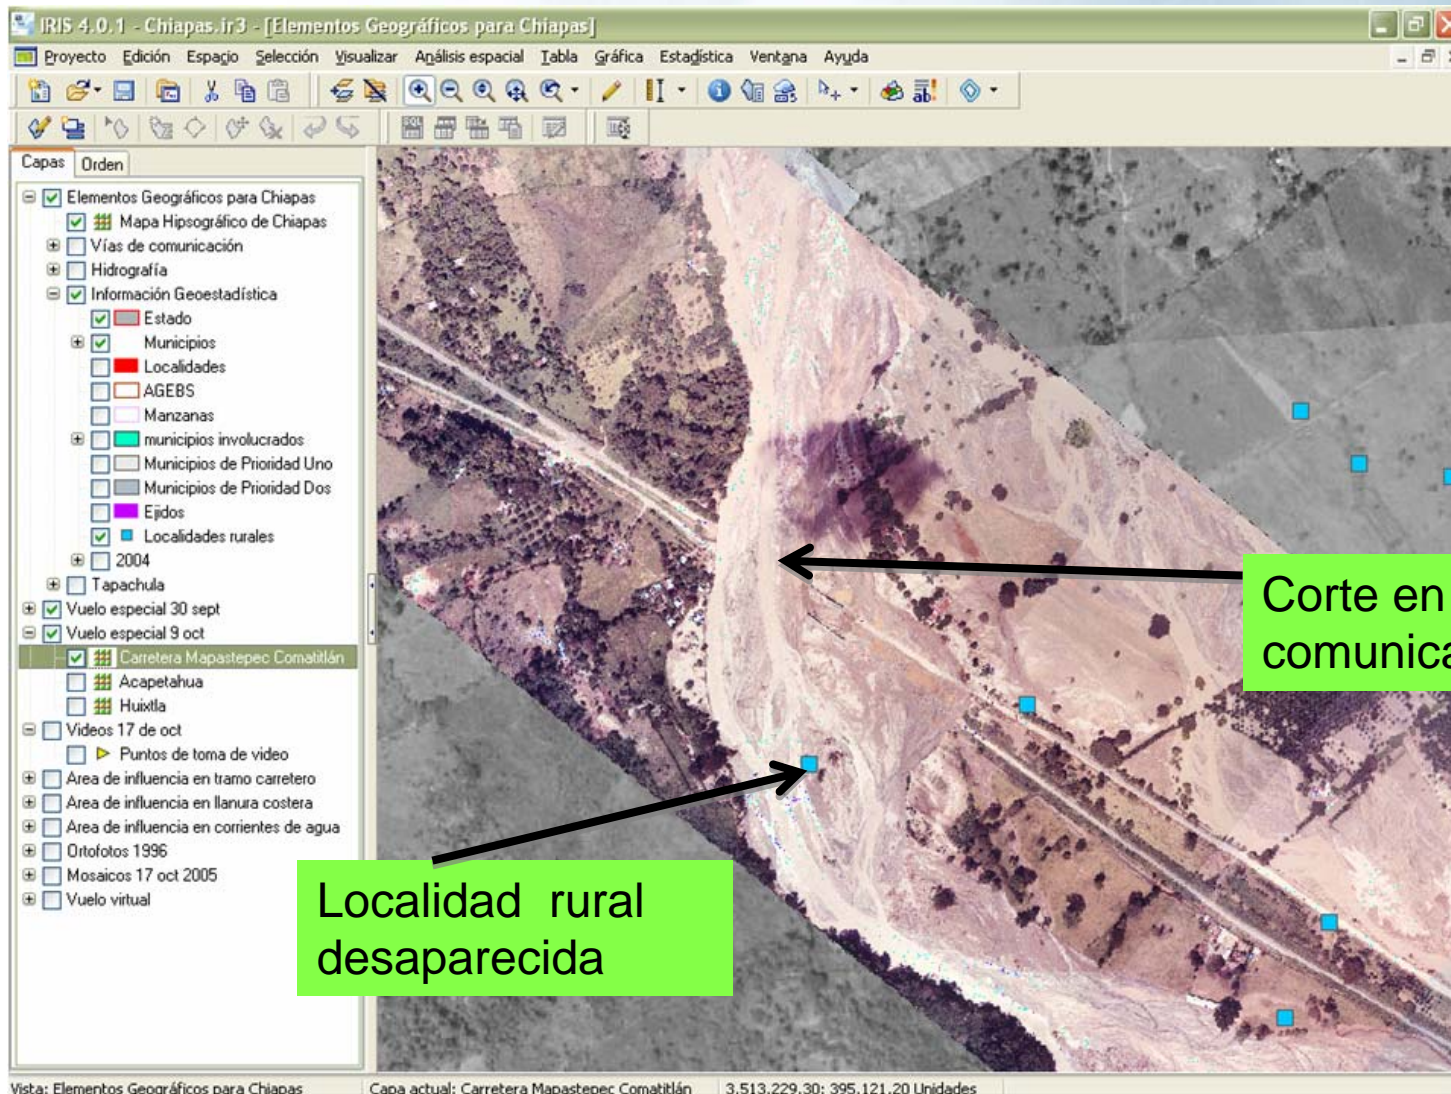 IRIS 4.0.1 - Chiapas.ir3 - [Elementos Geográficos para Chiapas]
Proyecto Edición Espacio Selección Visualizar Análisis espacial Tabla Gráfica Estadística Ventana Ayuda
Capas Orden
Elementos Geográficos para Chiapas
Mapa Hipsográfico de Chiapas
Vías de comunicación
Hidrografía
Información Geoestadística
Estado
Municipios
Localidades
AGEBS
Manzanas
municipios involucrados
Municipios de Prioridad Uno
Municipios de Prioridad Dos
Ejidos
Localidades rurales
2004
Tapachula
Vuelo especial 30 sept
Vuelo especial 9 oct
Carretera Mapastepec Comatitlán
Acapetahua
Huixtla
Videos 17 de oct
Puntos de toma de video
Area de influencia en tramo carretero
Area de influencia en llanura costera
Area de influencia en corrientes de agua
Ortofotos 1996
Mosaicos 17 oct 2005
Vuelo virtual
Corte en
comunica
Localidad rural
desaparecida
Vista: Elementos Geográficos para Chiapas Capa actual: Carretera Mapastepec Comatitlán 3,513,229.30; 395,121.20 Unidades